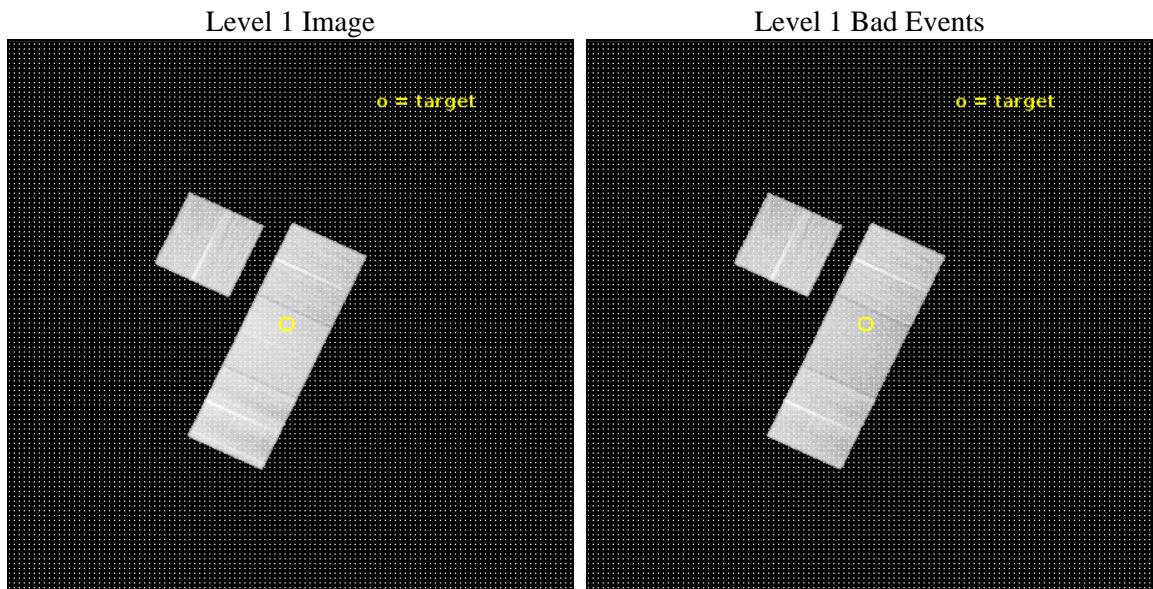 Level 1 Image
Level 1 Bad Events
o = target
o = target